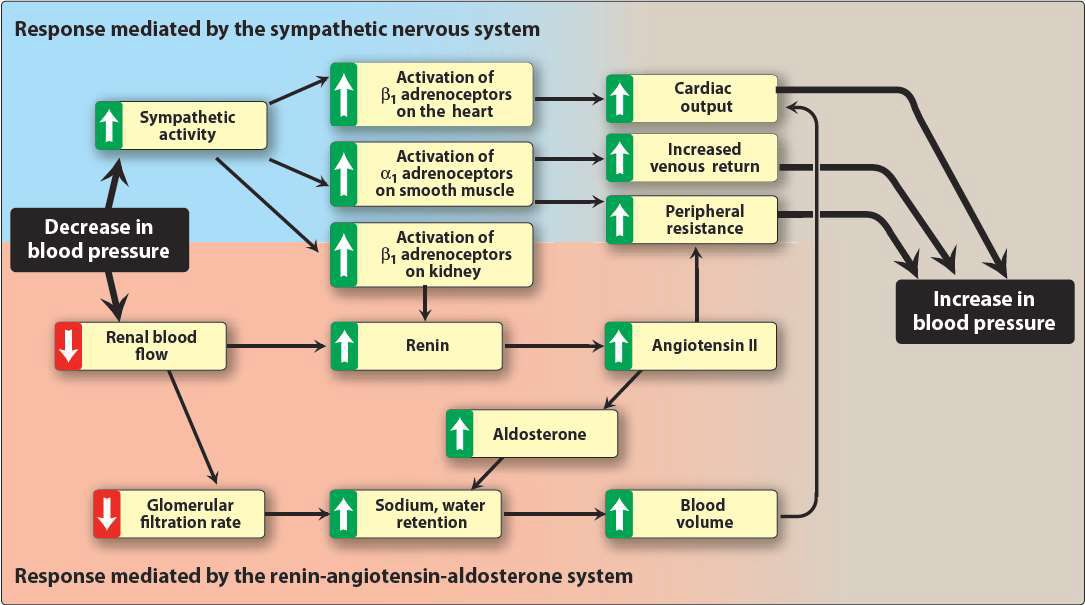 Response mediated by the sympathetic nervous system
Activation of
β1 adrenoceptors
on the heart
Cardiac
output
Sympathetic
activity
Activation of
α1 adrenoceptors
on smooth muscle
Increased
venous return
Peripheral
resistance
Decrease in
blood pressure
Activation of
β1 adrenoceptors
on kidney
Increase in
blood pressure
Renal blood
flow
Renin
Angiotensin II
Aldosterone
Glomerular
filtration rate
Sodium, water
retention
Blood
volume
Response mediated by the renin-angiotensin-aldosterone system